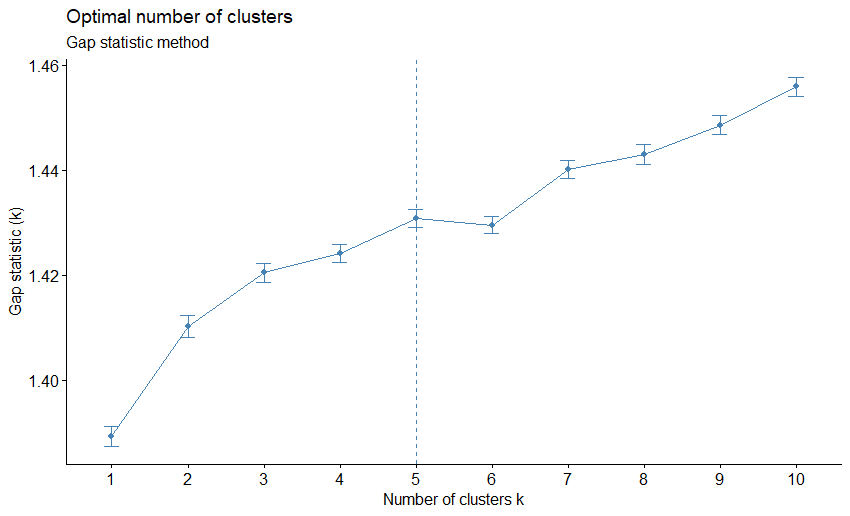 Optimal number of clusters
Gap statistic method
1.46
1.44
1.42
1.40
Gap statistic (k)
1 2 3 4 5 6 7 8 9 10
Number of clusters k